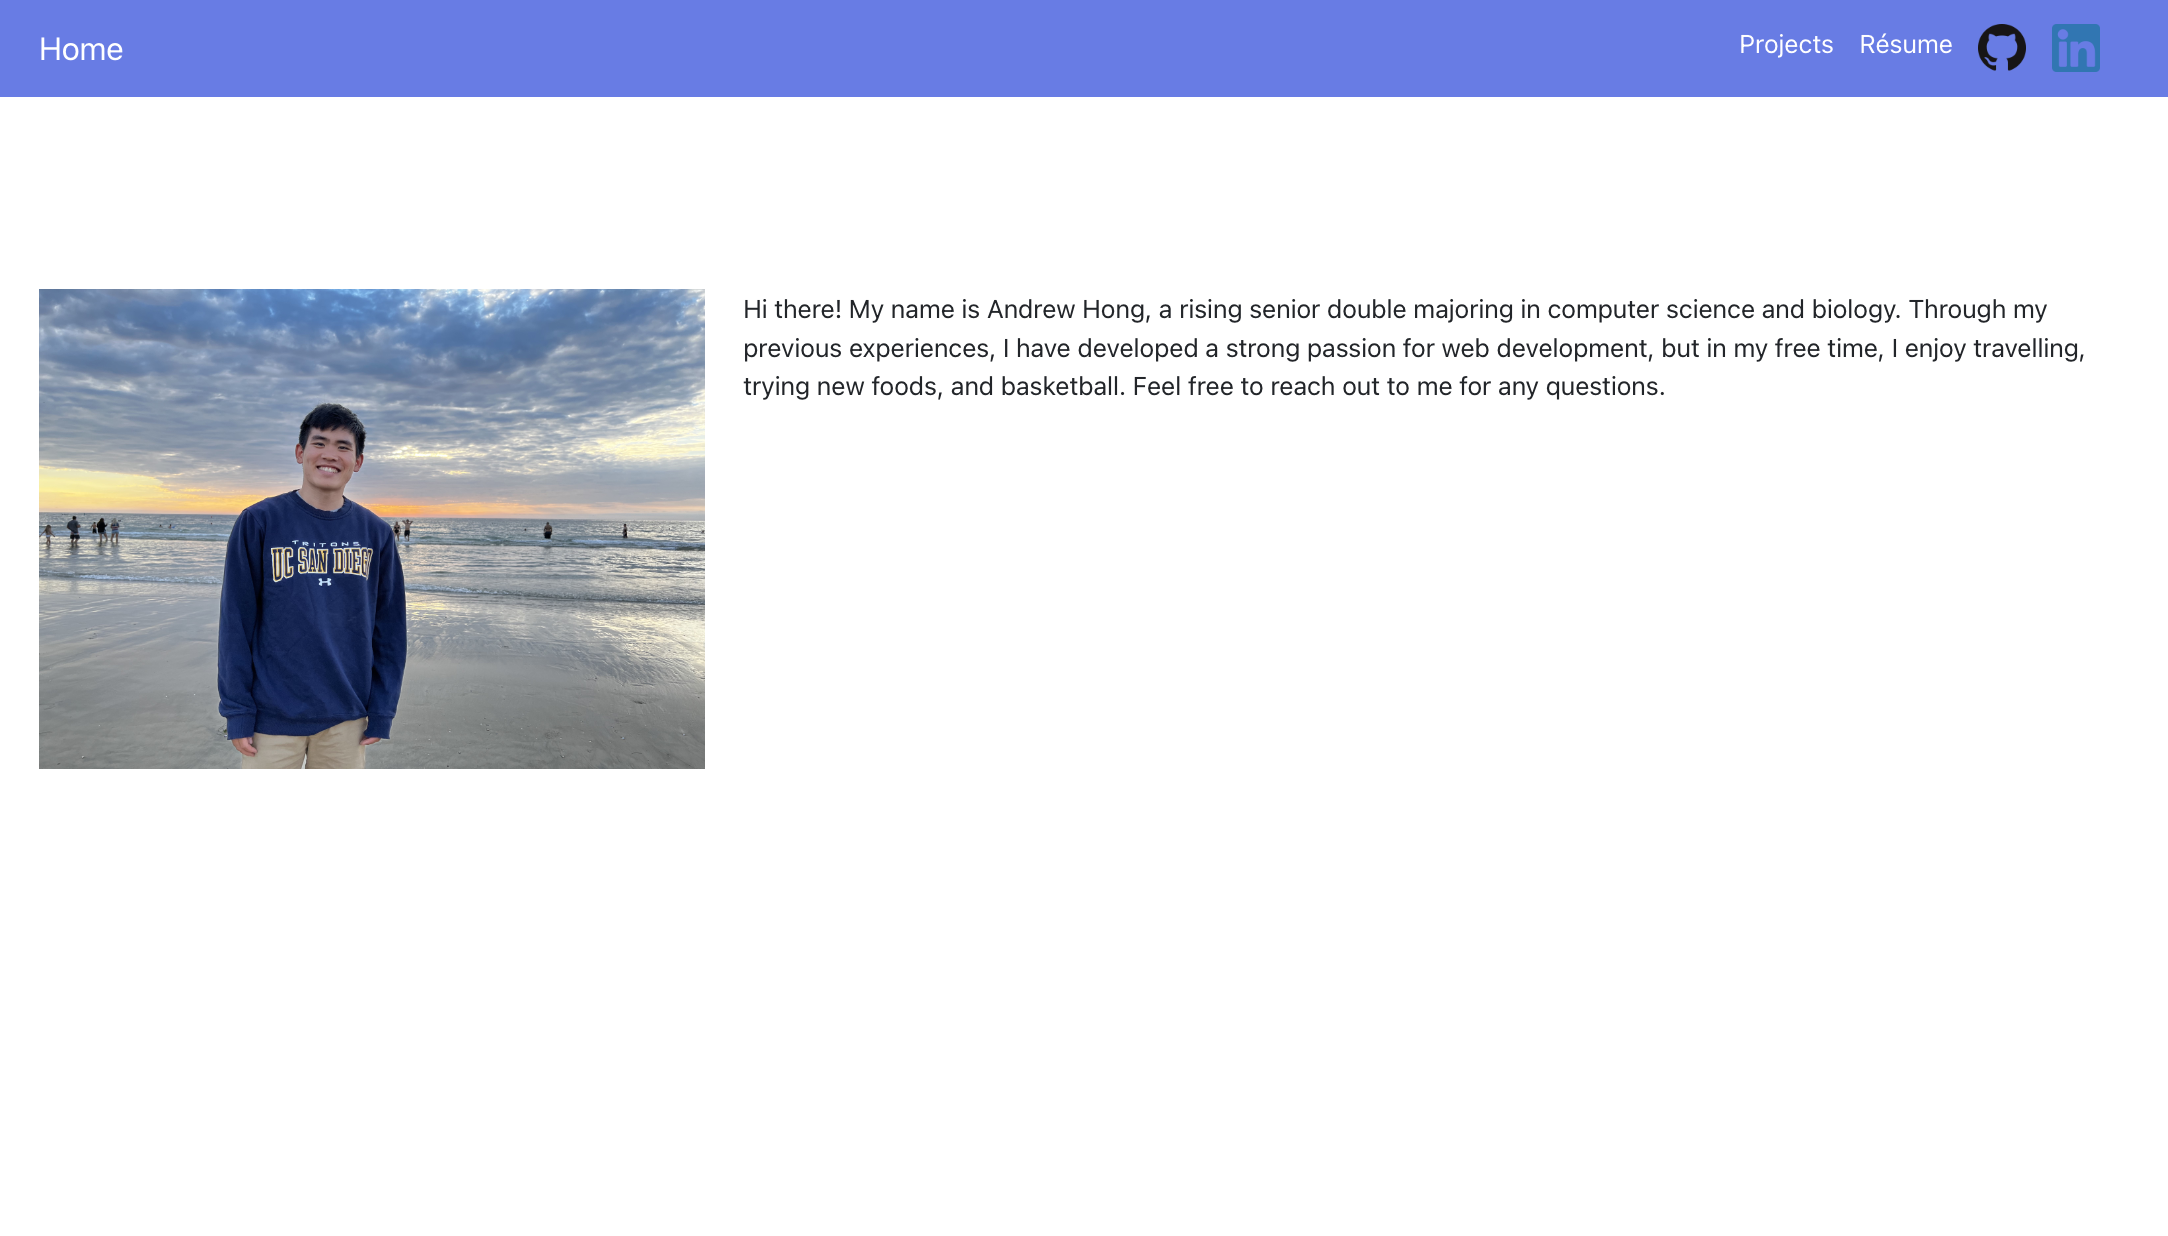 Home
Projects Résume in
Hi there! My name is Andrew Hong, a rising senior double majoring in computer science and biology. Through my
previous experiences, I have developed a strong passion for web development, but in my free time, I enjoy travelling,
trying new foods, and basketball. Feel free to reach out to me for any questions.
TRITONS
UC SAN DIEG